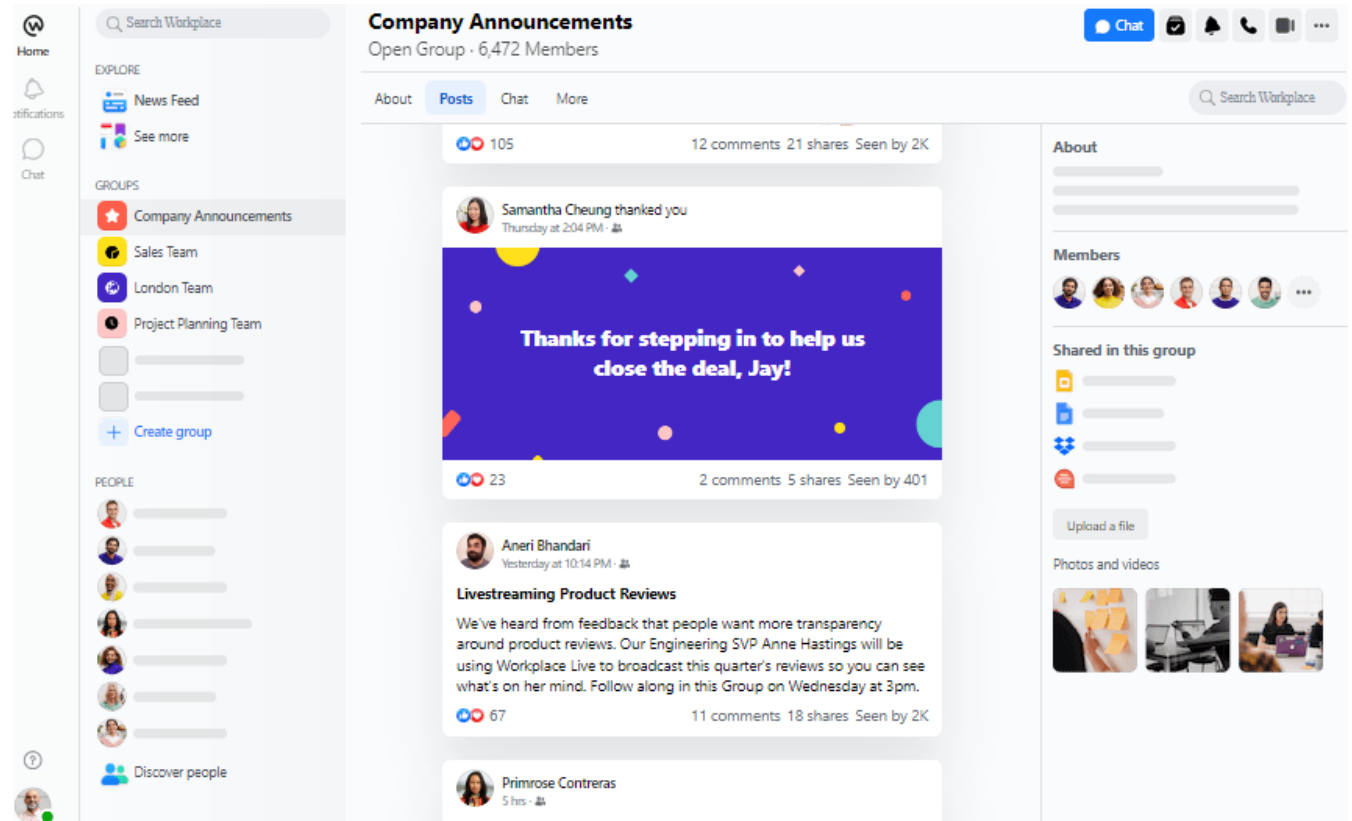 Home
otifications
Chat
Search Workplace
EXPLORE
News Feed
See more
GROUPS
Company Announcements
Sales Team
London Team
Project Planning Team
Create group
PEOPLE
Discover people
Company Announcements
Open Group · 6,472 Members
Chat
About Posts Chat More
Search Workplace
105 12 comments 21 shares Seen by 2K
Samantha Cheung thanked you
Thursday at 2:04 PM ·
Thanks for stepping in to help us
close the deal, Jay!
23 2 comments 5 shares Seen by 401
Aneri Bhandari
Yesterday at 10:14 PM ·
Livestreaming Product Reviews
We've heard from feedback that people want more transparency
around product reviews. Our Engineering SVP Anne Hastings will be
using Workplace Live to broadcast this quarter's reviews so you can see
what's on her mind. Follow along in this Group on Wednesday at 3pm.
67 11 comments 18 shares Seen by 2K
Primrose Contreras
5 hrs ·
About
Members
Shared in this group
Upload a file
Photos and videos